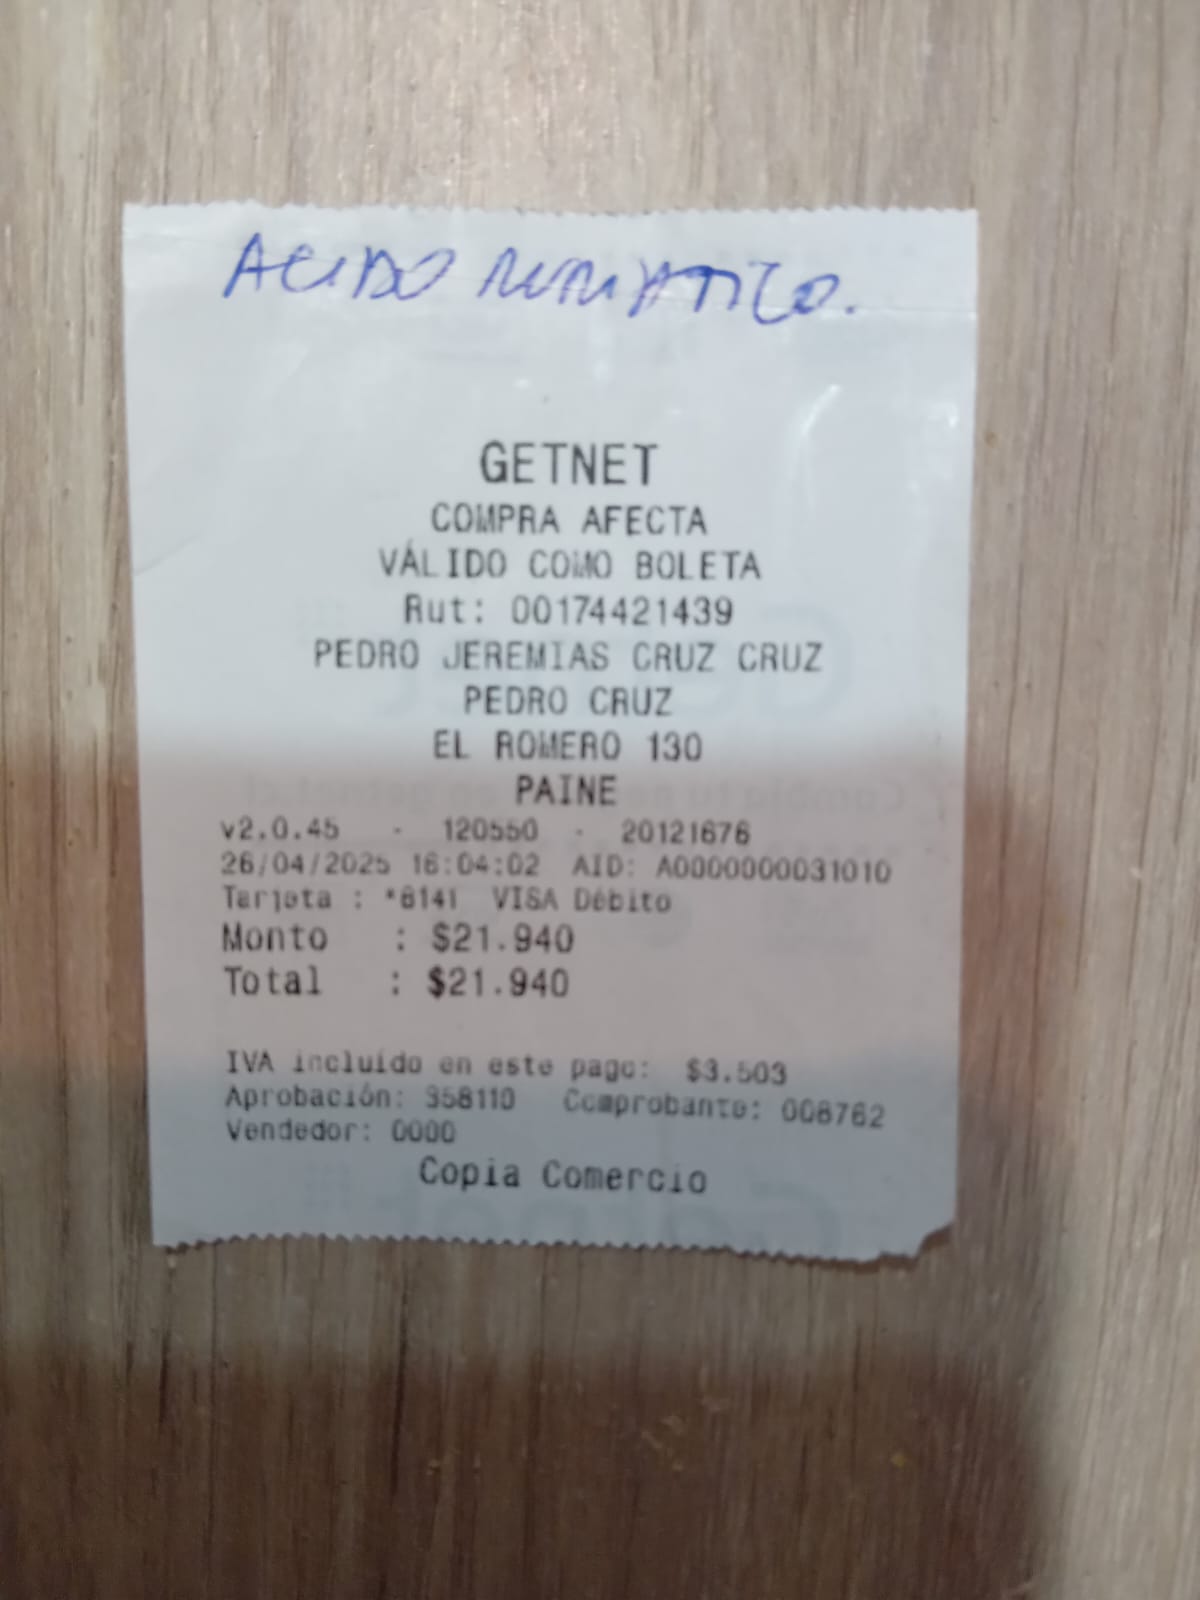 ACIDO MURIATICO.
GETNET
COMPRA AFECTA
VÁLIDO COMO BOLETA
Rut: 00174421439
PEDRO JEREMIAS CRUZ CRUZ
PEDRO CRUZ
EL ROMERO 130
PAINE
v2.0.45 - 120550 - 20121676
26/04/2025 16:04:02 AID: A0000000031010
Tarjeta : *6141 VISA Débito
Monto : $21.940
Total : $21.940
IVA incluído en este pago: $3.503
Aprobación: 358110 Comprobante: 008762
Vendedor: 0000
Copia Comercio